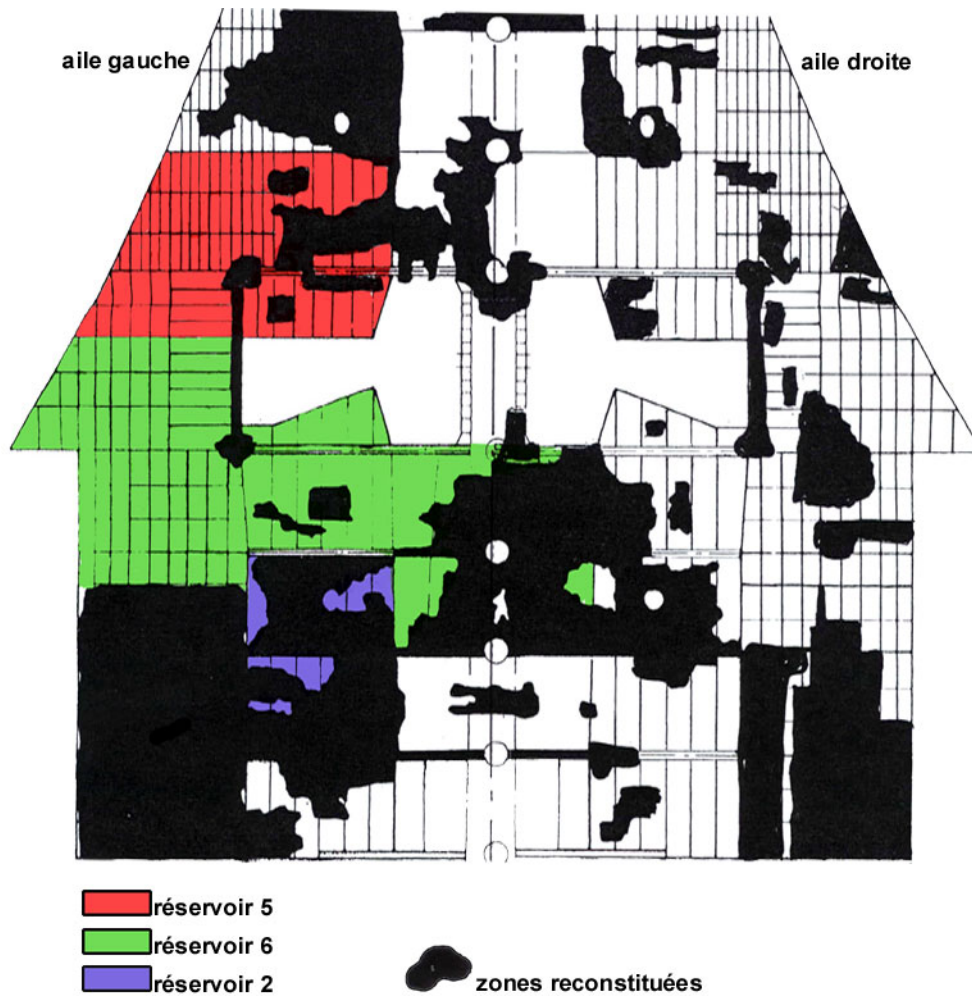 aile gauche
aile droite
réservoir 5
réservoir 6
réservoir 2
zones reconstituées